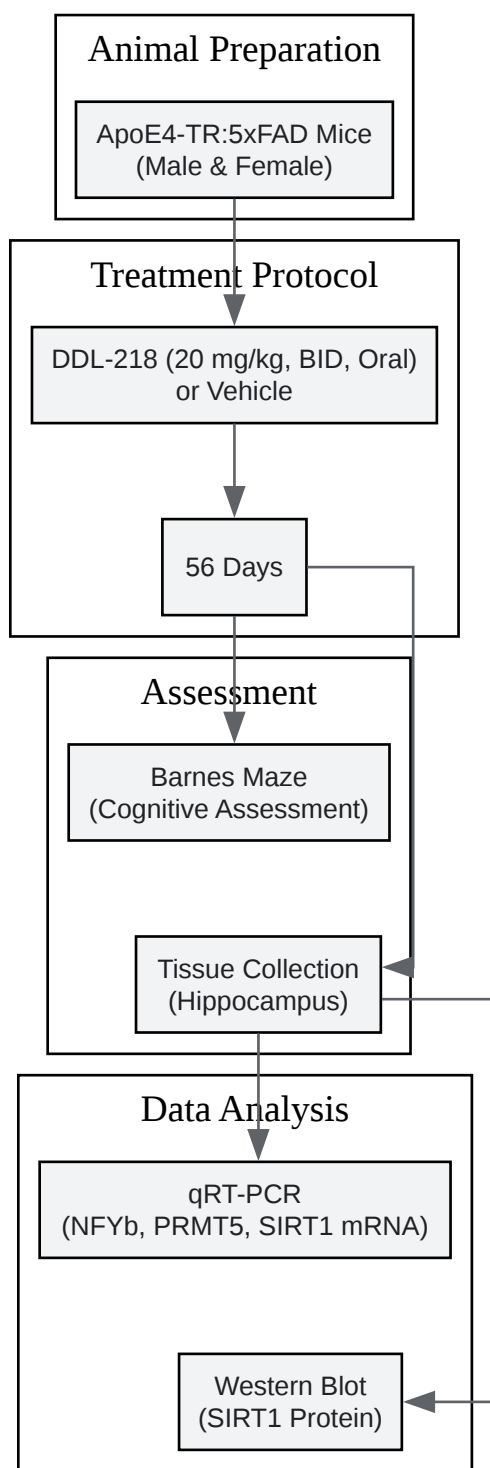 Animal Preparation
ApoE4-TR:5xFAD Mice
(Male & Female)
Treatment Protocol
DDL-218 (20 mg/kg, BID, Oral)
or Vehicle
56 Days
Assessment
Barnes Maze
(Cognitive Assessment)
Tissue Collection
(Hippocampus)
Data Analysis
qRT-PCR
(NFYb, PRMT5, SIRT1 mRNA)
Western Blot
(SIRT1 Protein)